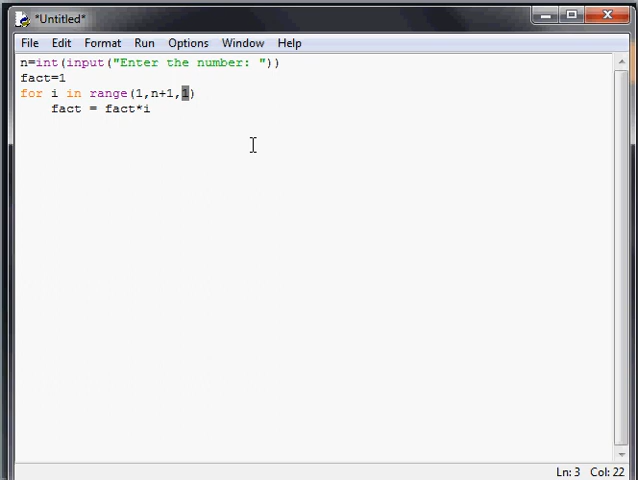 *Untitled*
File Edit Format Run Options Window Help
n=int(input("Enter the number: "))
fact=1
for i in range(1,n+1,1)
    fact = fact*i
Ln: 3 Col: 22